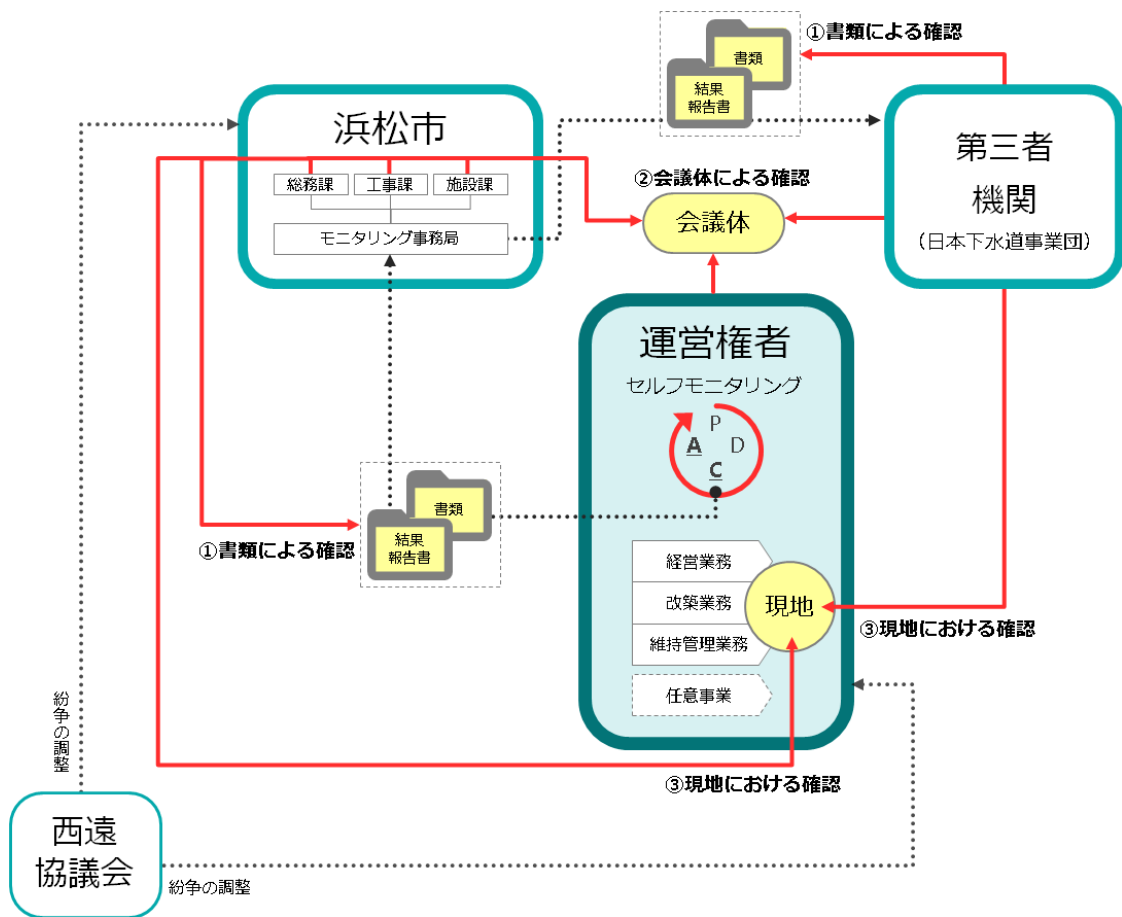 ①書類による確認
書類
結果
報告書
浜松市
総務課
工事課
施設課
モニタリング事務局
第三者
機関
（日本下水道事業団）
②会議体による確認
会議体
運営権者
セルフモニタリング
P
D
C
A
書類
結果
報告書
①書類による確認
経営業務
改築業務
維持管理業務
任意事業
現地
③現地における確認
③現地における確認
紛争の調整
西遠
協議会
紛争の調整